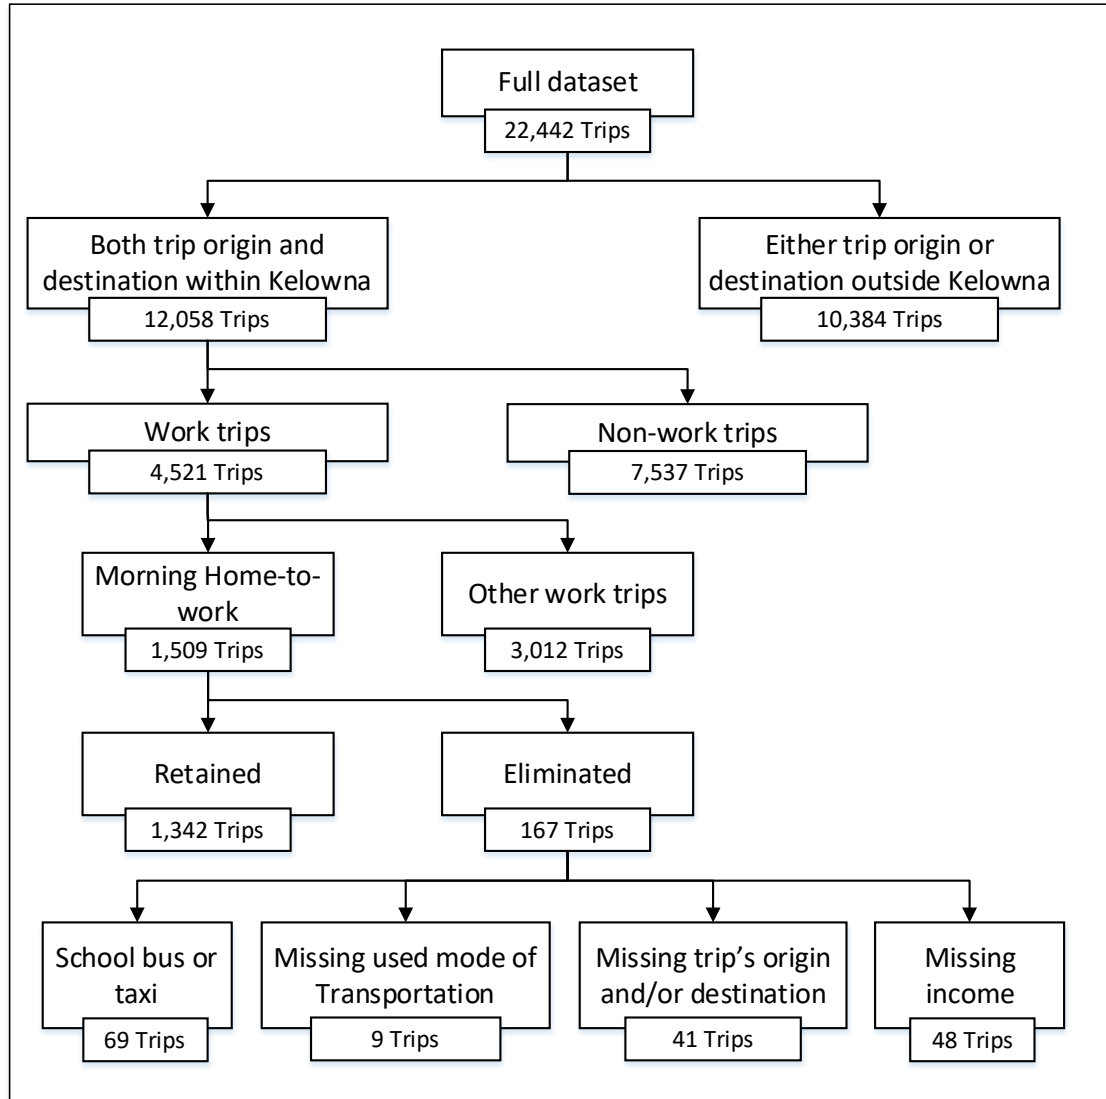 Full dataset
22,442 Trips
Both trip origin and
destination within Kelowna
12,058 Trips
Either trip origin or
destination outside Kelowna
10,384 Trips
Work trips
4,521 Trips
Non-work trips
7,537 Trips
Morning Home-to-
work
1,509 Trips
Other work trips
3,012 Trips
Retained
1,342 Trips
Eliminated
167 Trips
School bus or
taxi
69 Trips
Missing used mode of
Transportation
9 Trips
Missing trip's origin
and/or destination
41 Trips
Missing
income
48 Trips